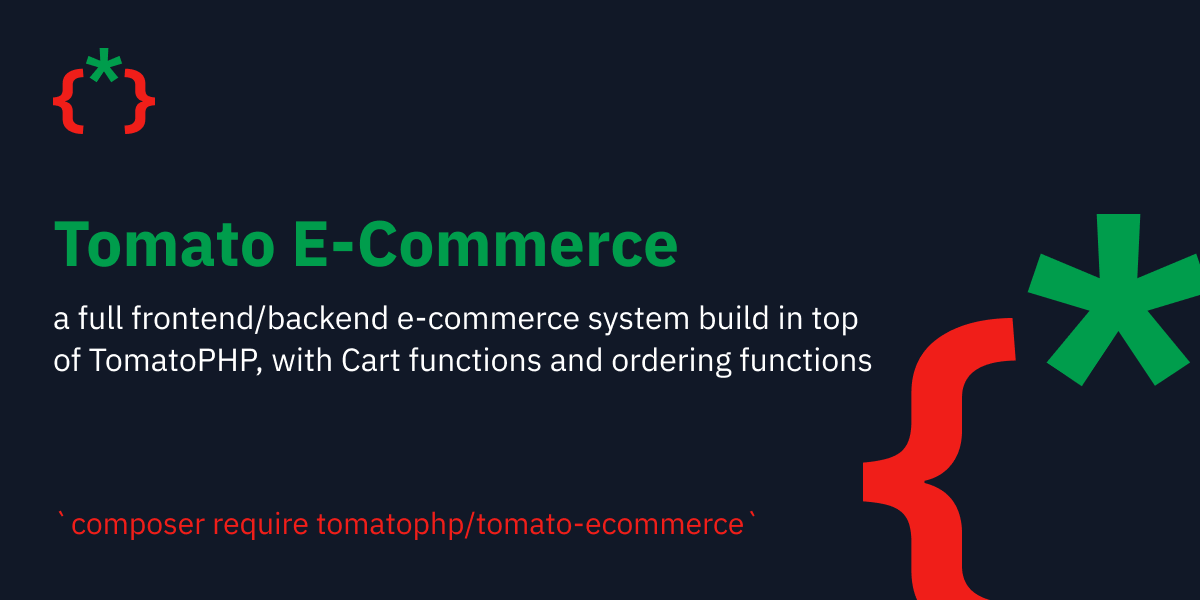 {*}
Tomato E-Commerce
a full frontend/backend e-commerce system build in top
of TomatoPHP, with Cart functions and ordering functions
`composer require tomatophp/tomato-ecommerce`